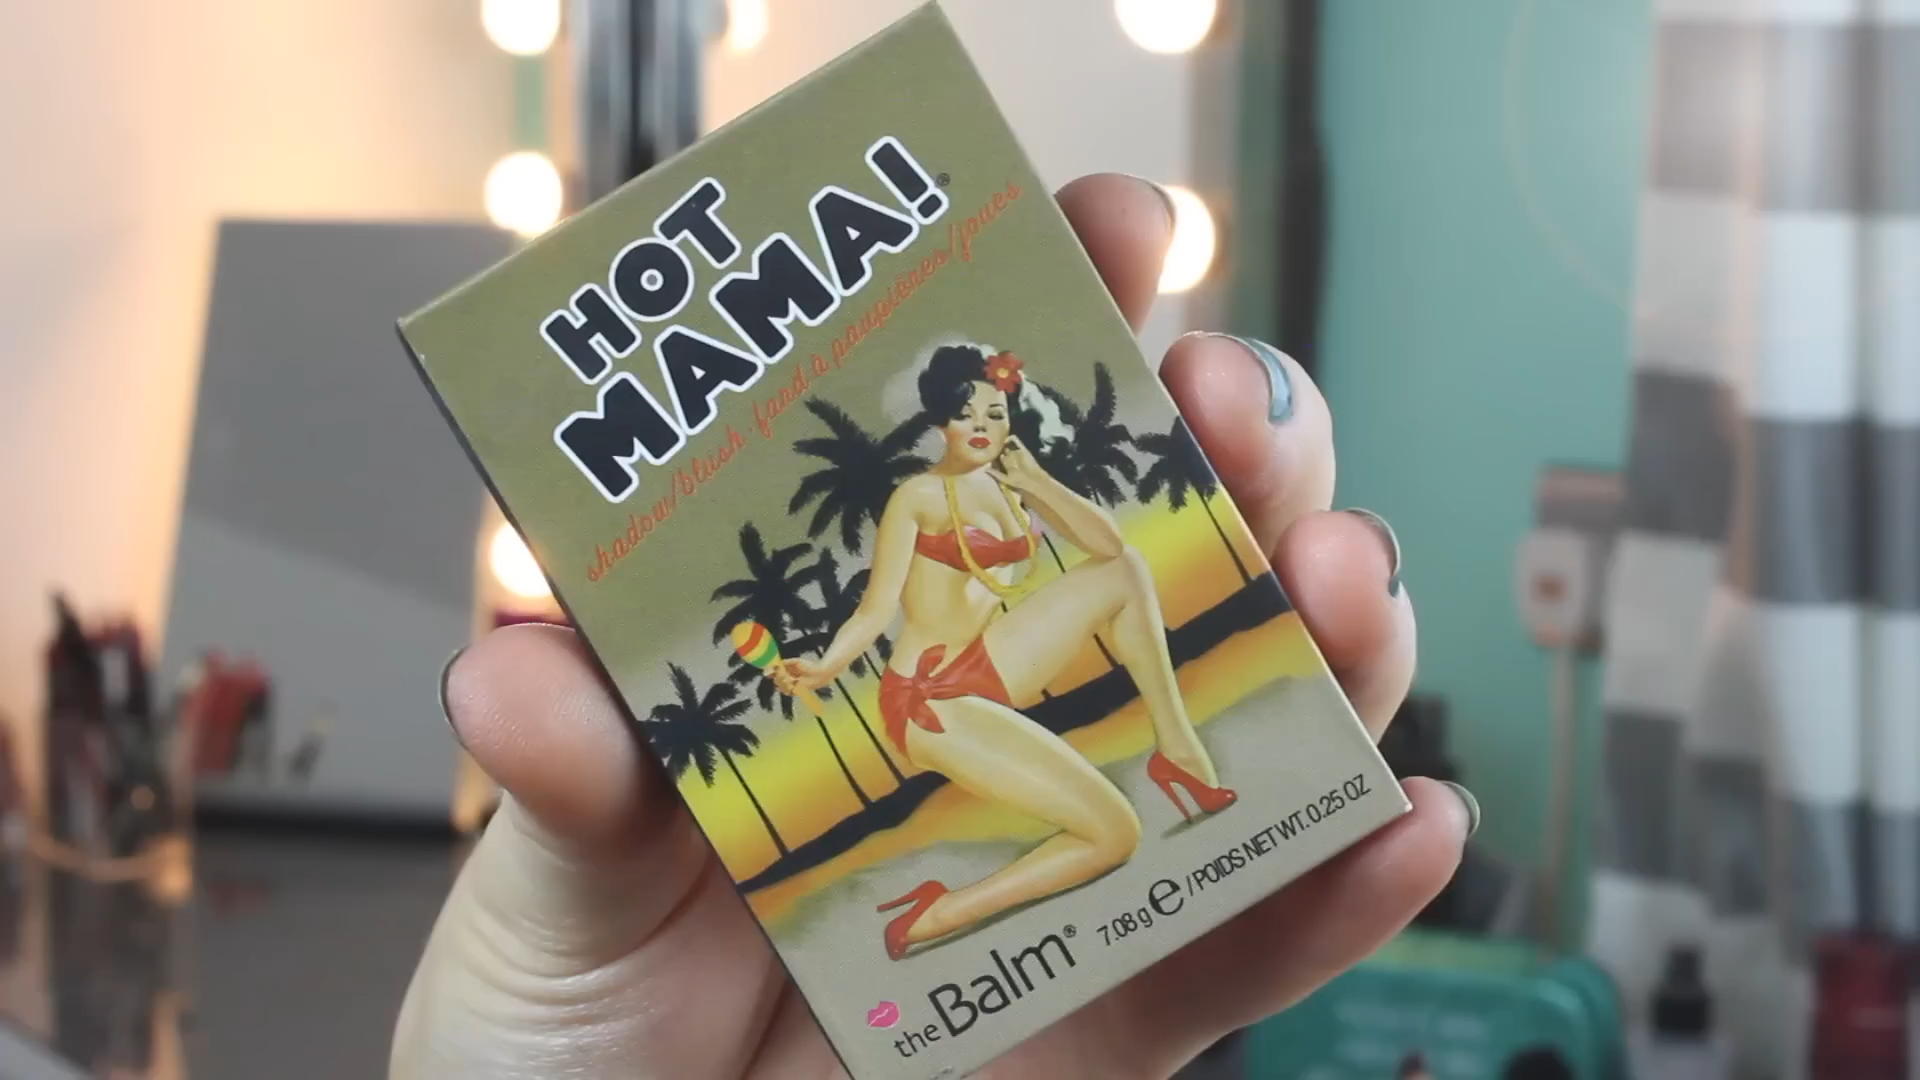 HOT
MAMA!®
shadow/blush . fard à paupières/joues
theBalm® 7.08 g e / POIDS NET WT. 0.25 OZ